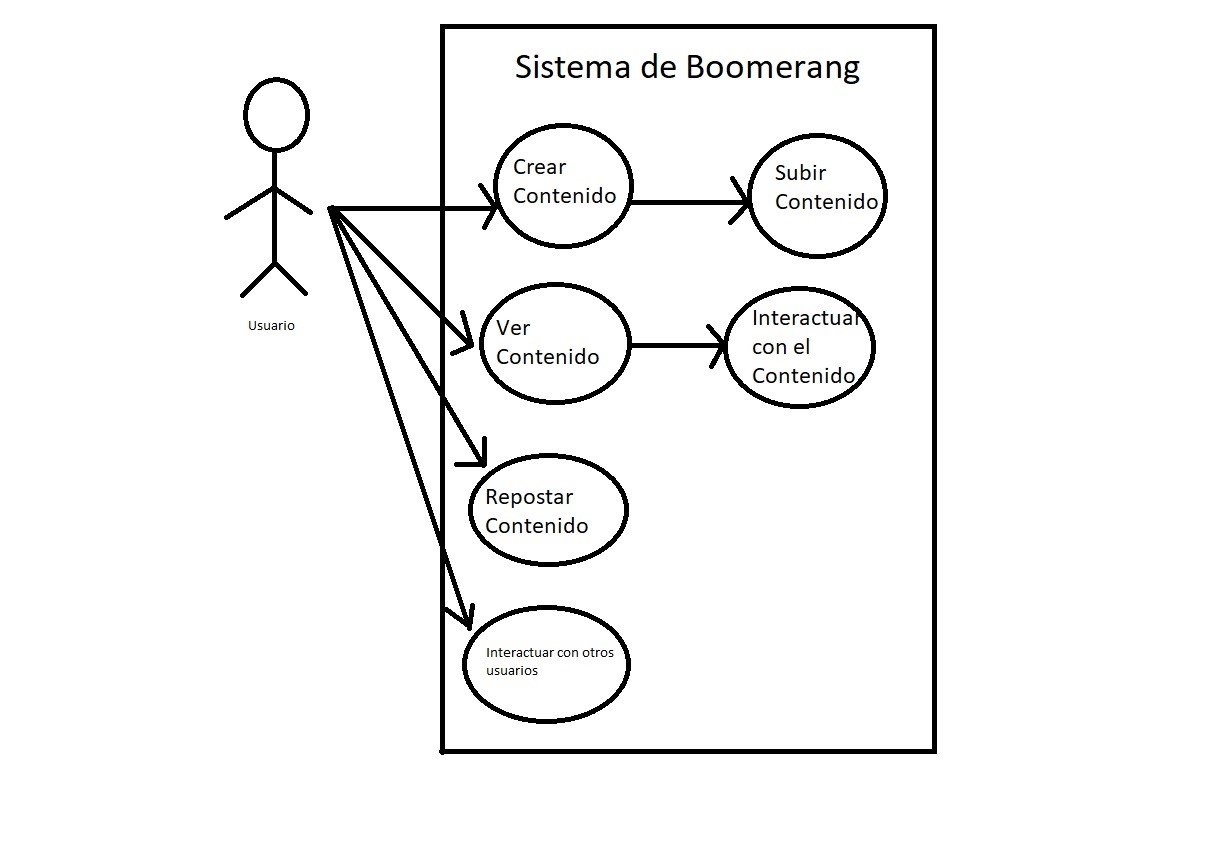 Sistema de Boomerang
Crear
Contenido
Subir
Contenido
Usuario
Ver
Contenido
Interactuar
con el
Contenido
Repostar
Contenido
Interactuar con otros
usuarios